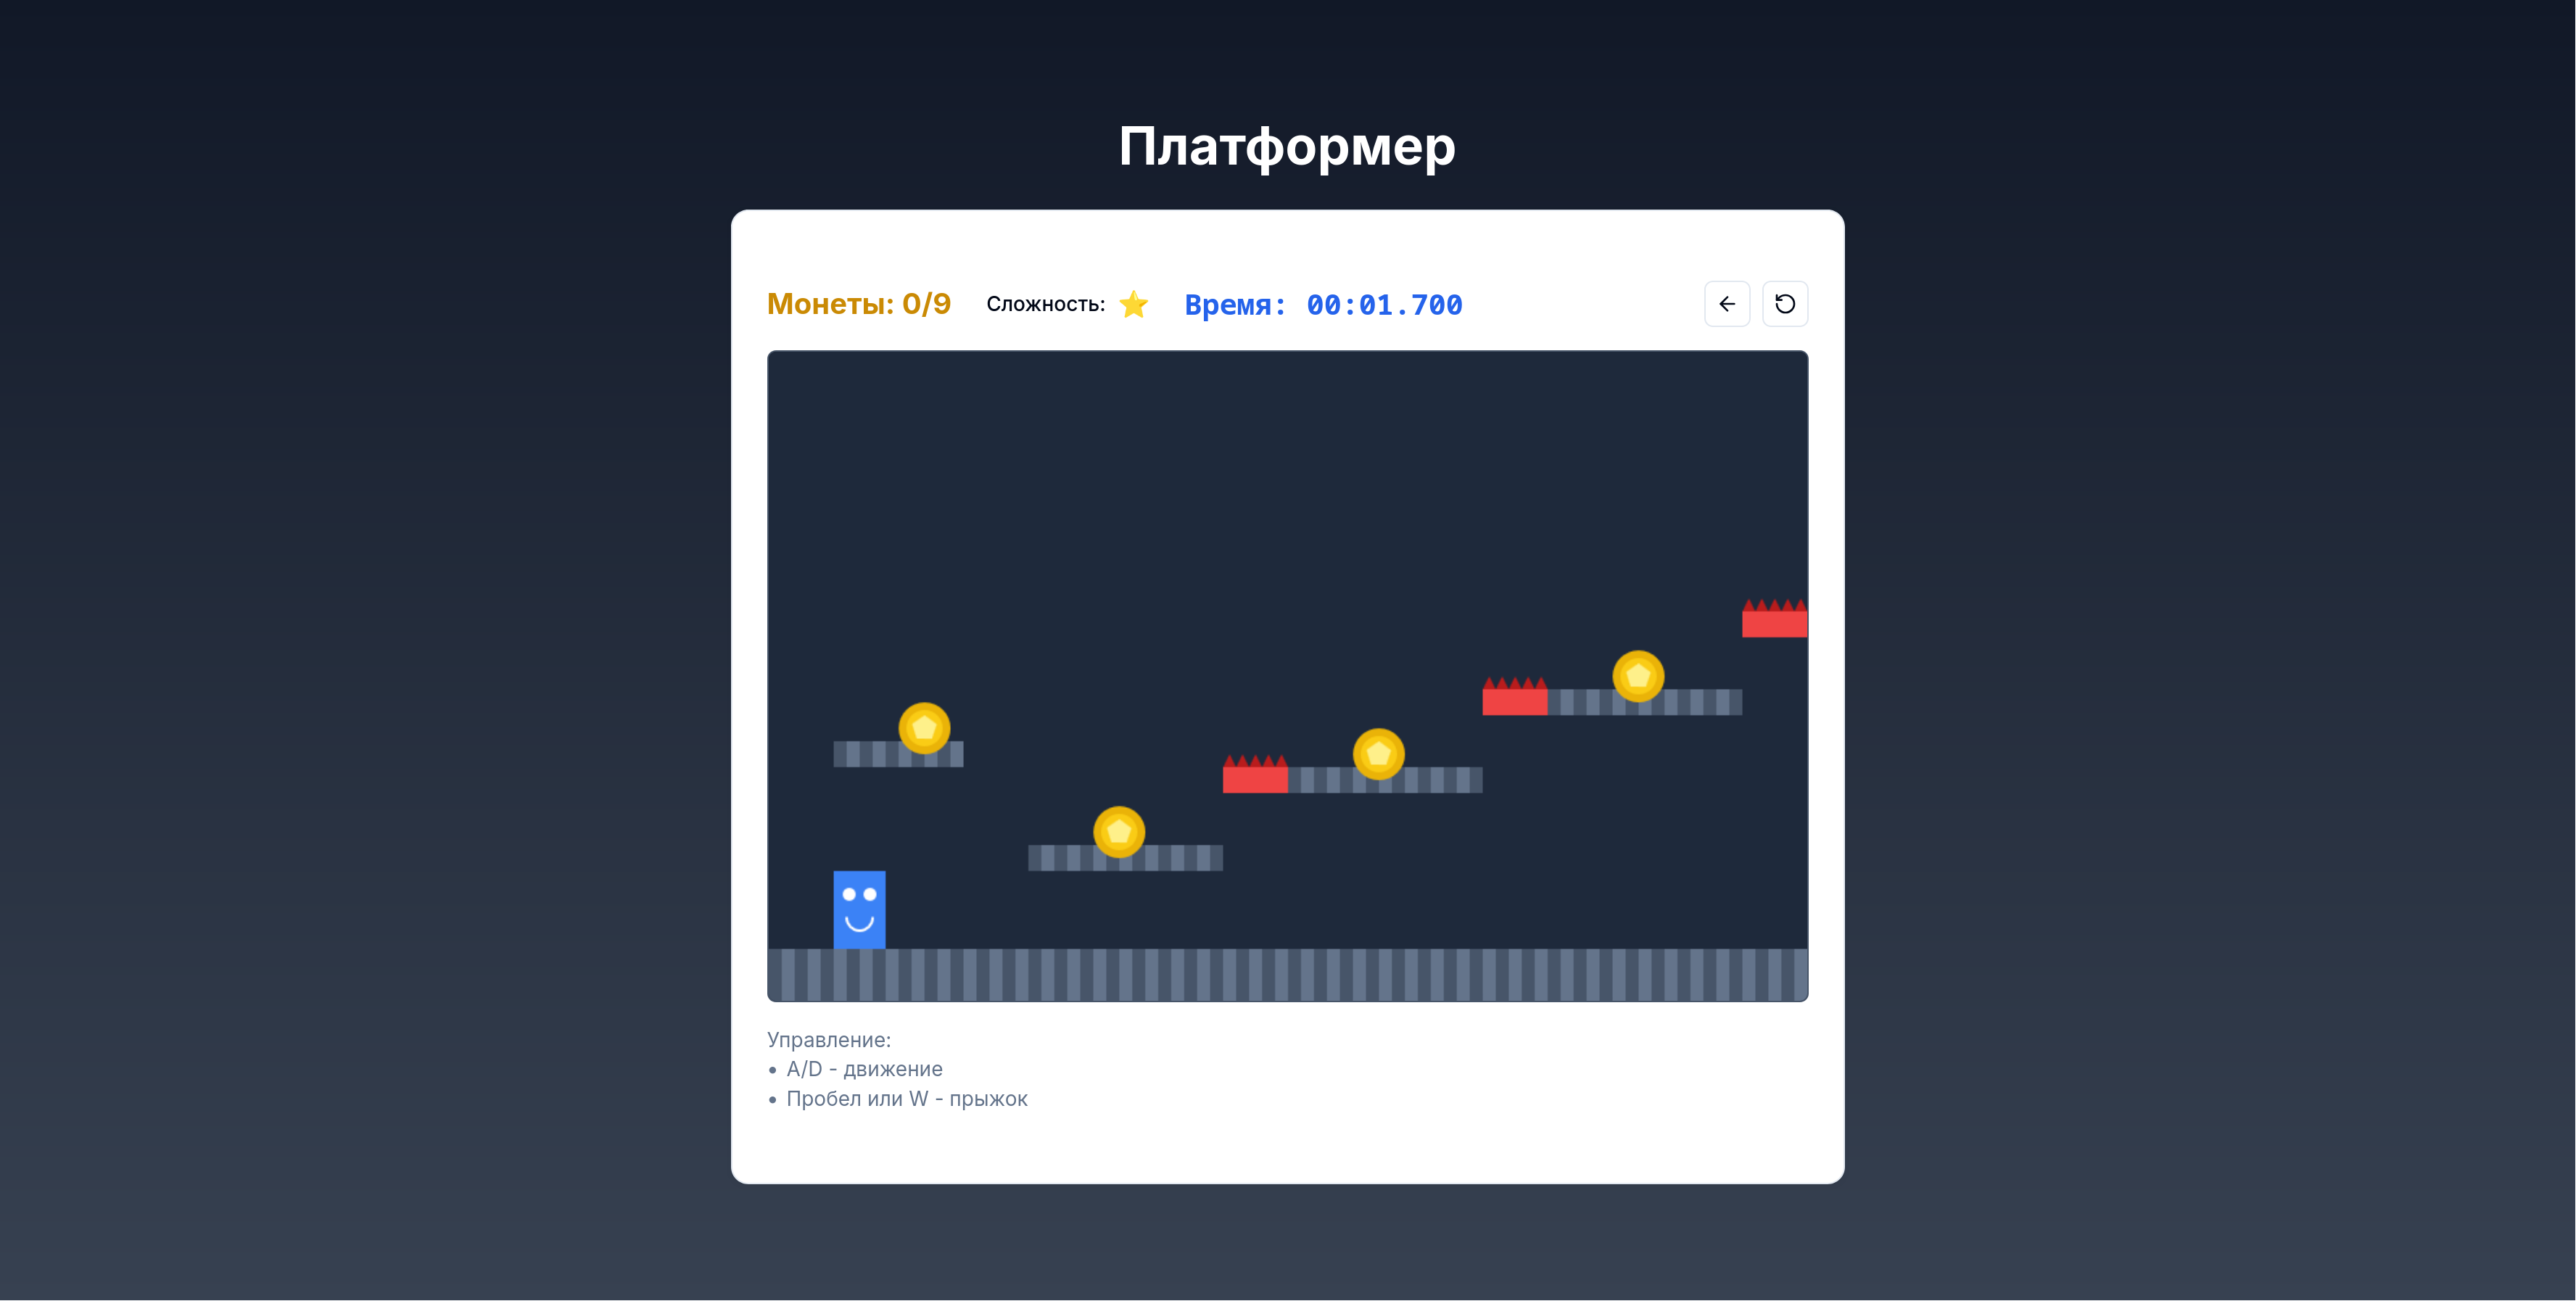 Платформер
Монеты: 0/9 Сложность: Время: 00:01.700
Управление:
• A/D - движение
• Пробел или W - прыжок